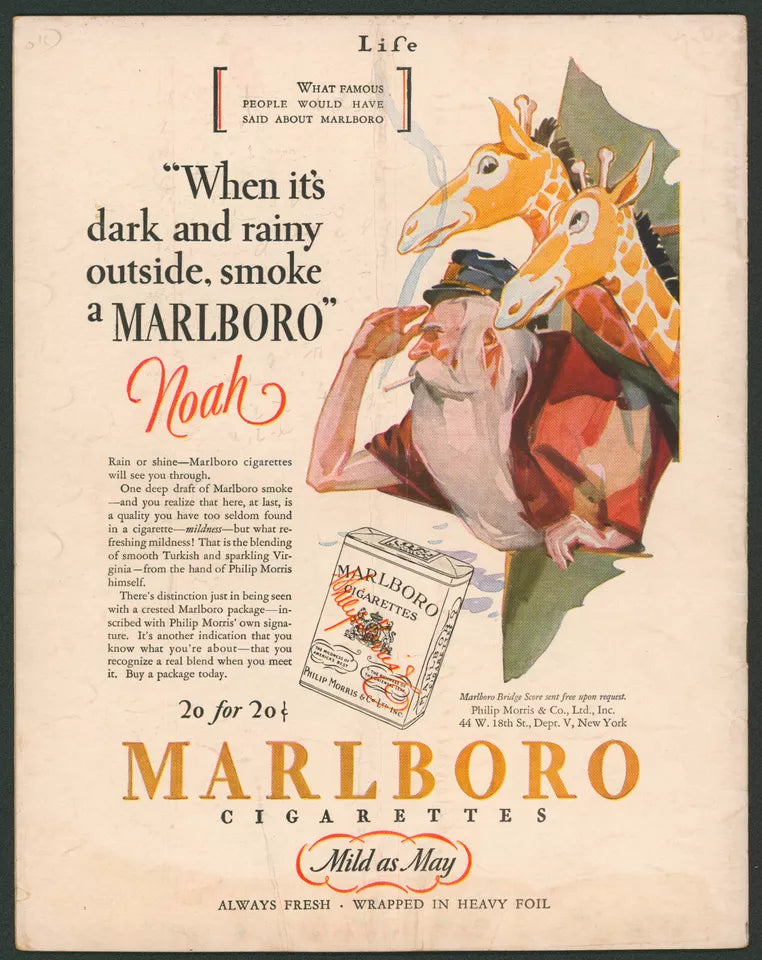 Life
WHAT FAMOUS
PEOPLE WOULD HAVE
SAID ABOUT MARLBORO
“When it's
dark and rainy
outside, smoke
a MARLBORO”
Noah
Rain or shine—Marlboro cigarettes
will see you through.
One deep draft of Marlboro smoke
—and you realize that here, at last, is
a quality you have too seldom found
in a cigarette—mildness—but what re-
freshing mildness! That is the blending
of smooth Turkish and sparkling Vir-
ginia—from the hand of Philip Morris
himself.
There's distinction just in being seen
with a crested Marlboro package—in-
scribed with Philip Morris' own signa-
ture. It's another indication that you
know what you're about—that you
recognize a real blend when you meet
it. Buy a package today.
20 for 20¢
MARLBORO
CIGARETTES
THE MILDNESS OF
AMERICA'S BEST
PHILIP MORRIS & CO. LTD. INC.
Marlboro Bridge Score sent free upon request.
Philip Morris & Co., Ltd., Inc.
44 W. 18th St., Dept. V, New York
MARLBORO
CIGARETTES
Mild as May
ALWAYS FRESH · WRAPPED IN HEAVY FOIL